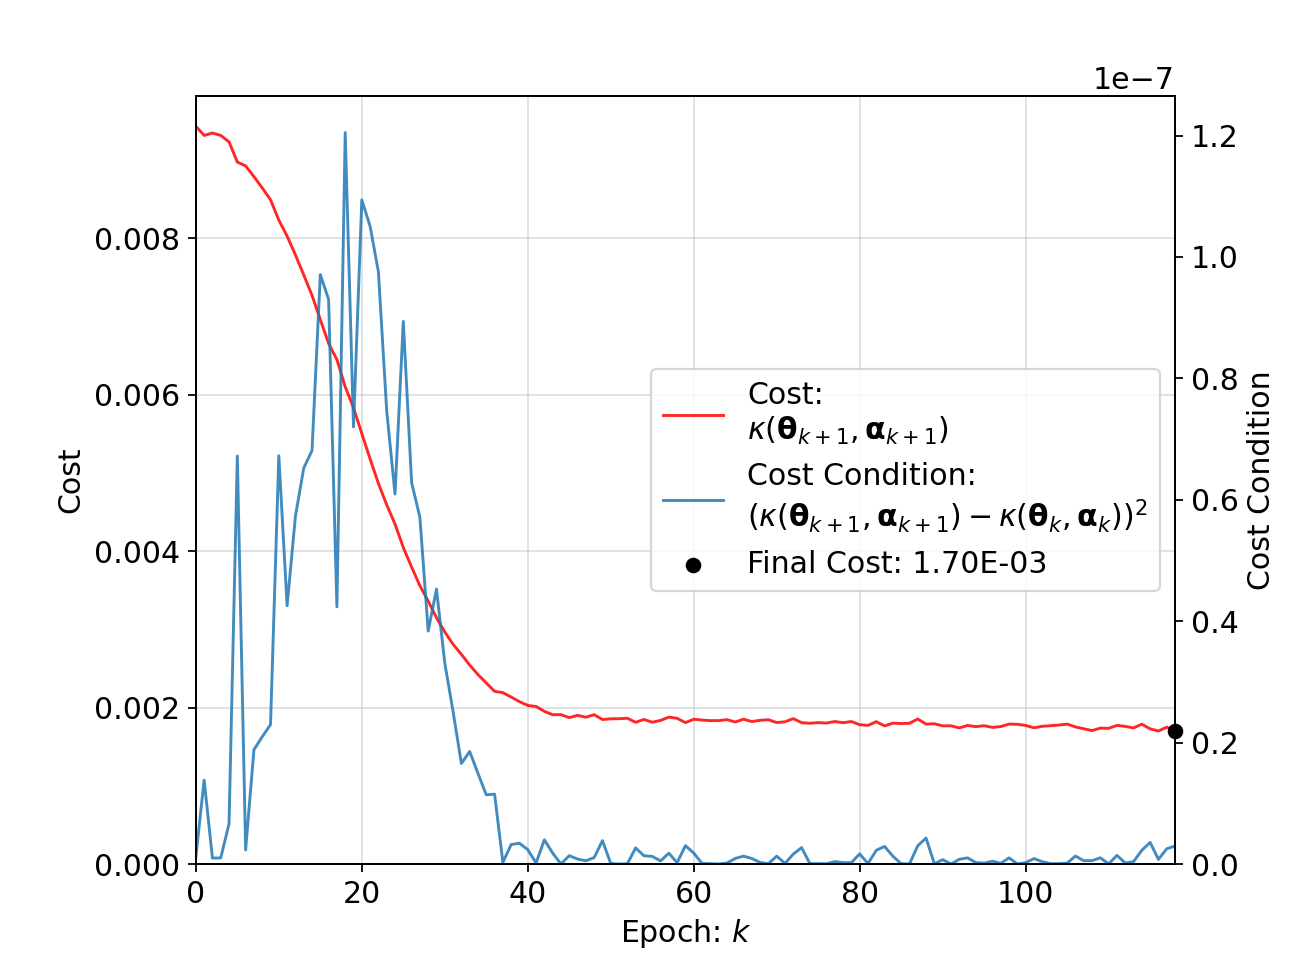 1e−7
0.008
0.006
0.004
0.002
0.000
Cost
1.2
1.0
0.8
0.6
0.4
0.2
0.0
Cost Condition
Cost:
κ(θ_{k+1}, α_{k+1})
Cost Condition:
(κ(θ_{k+1}, α_{k+1}) − κ(θ_k, α_k))²
Final Cost: 1.70E-03
0 20 40 60 80 100
Epoch: k